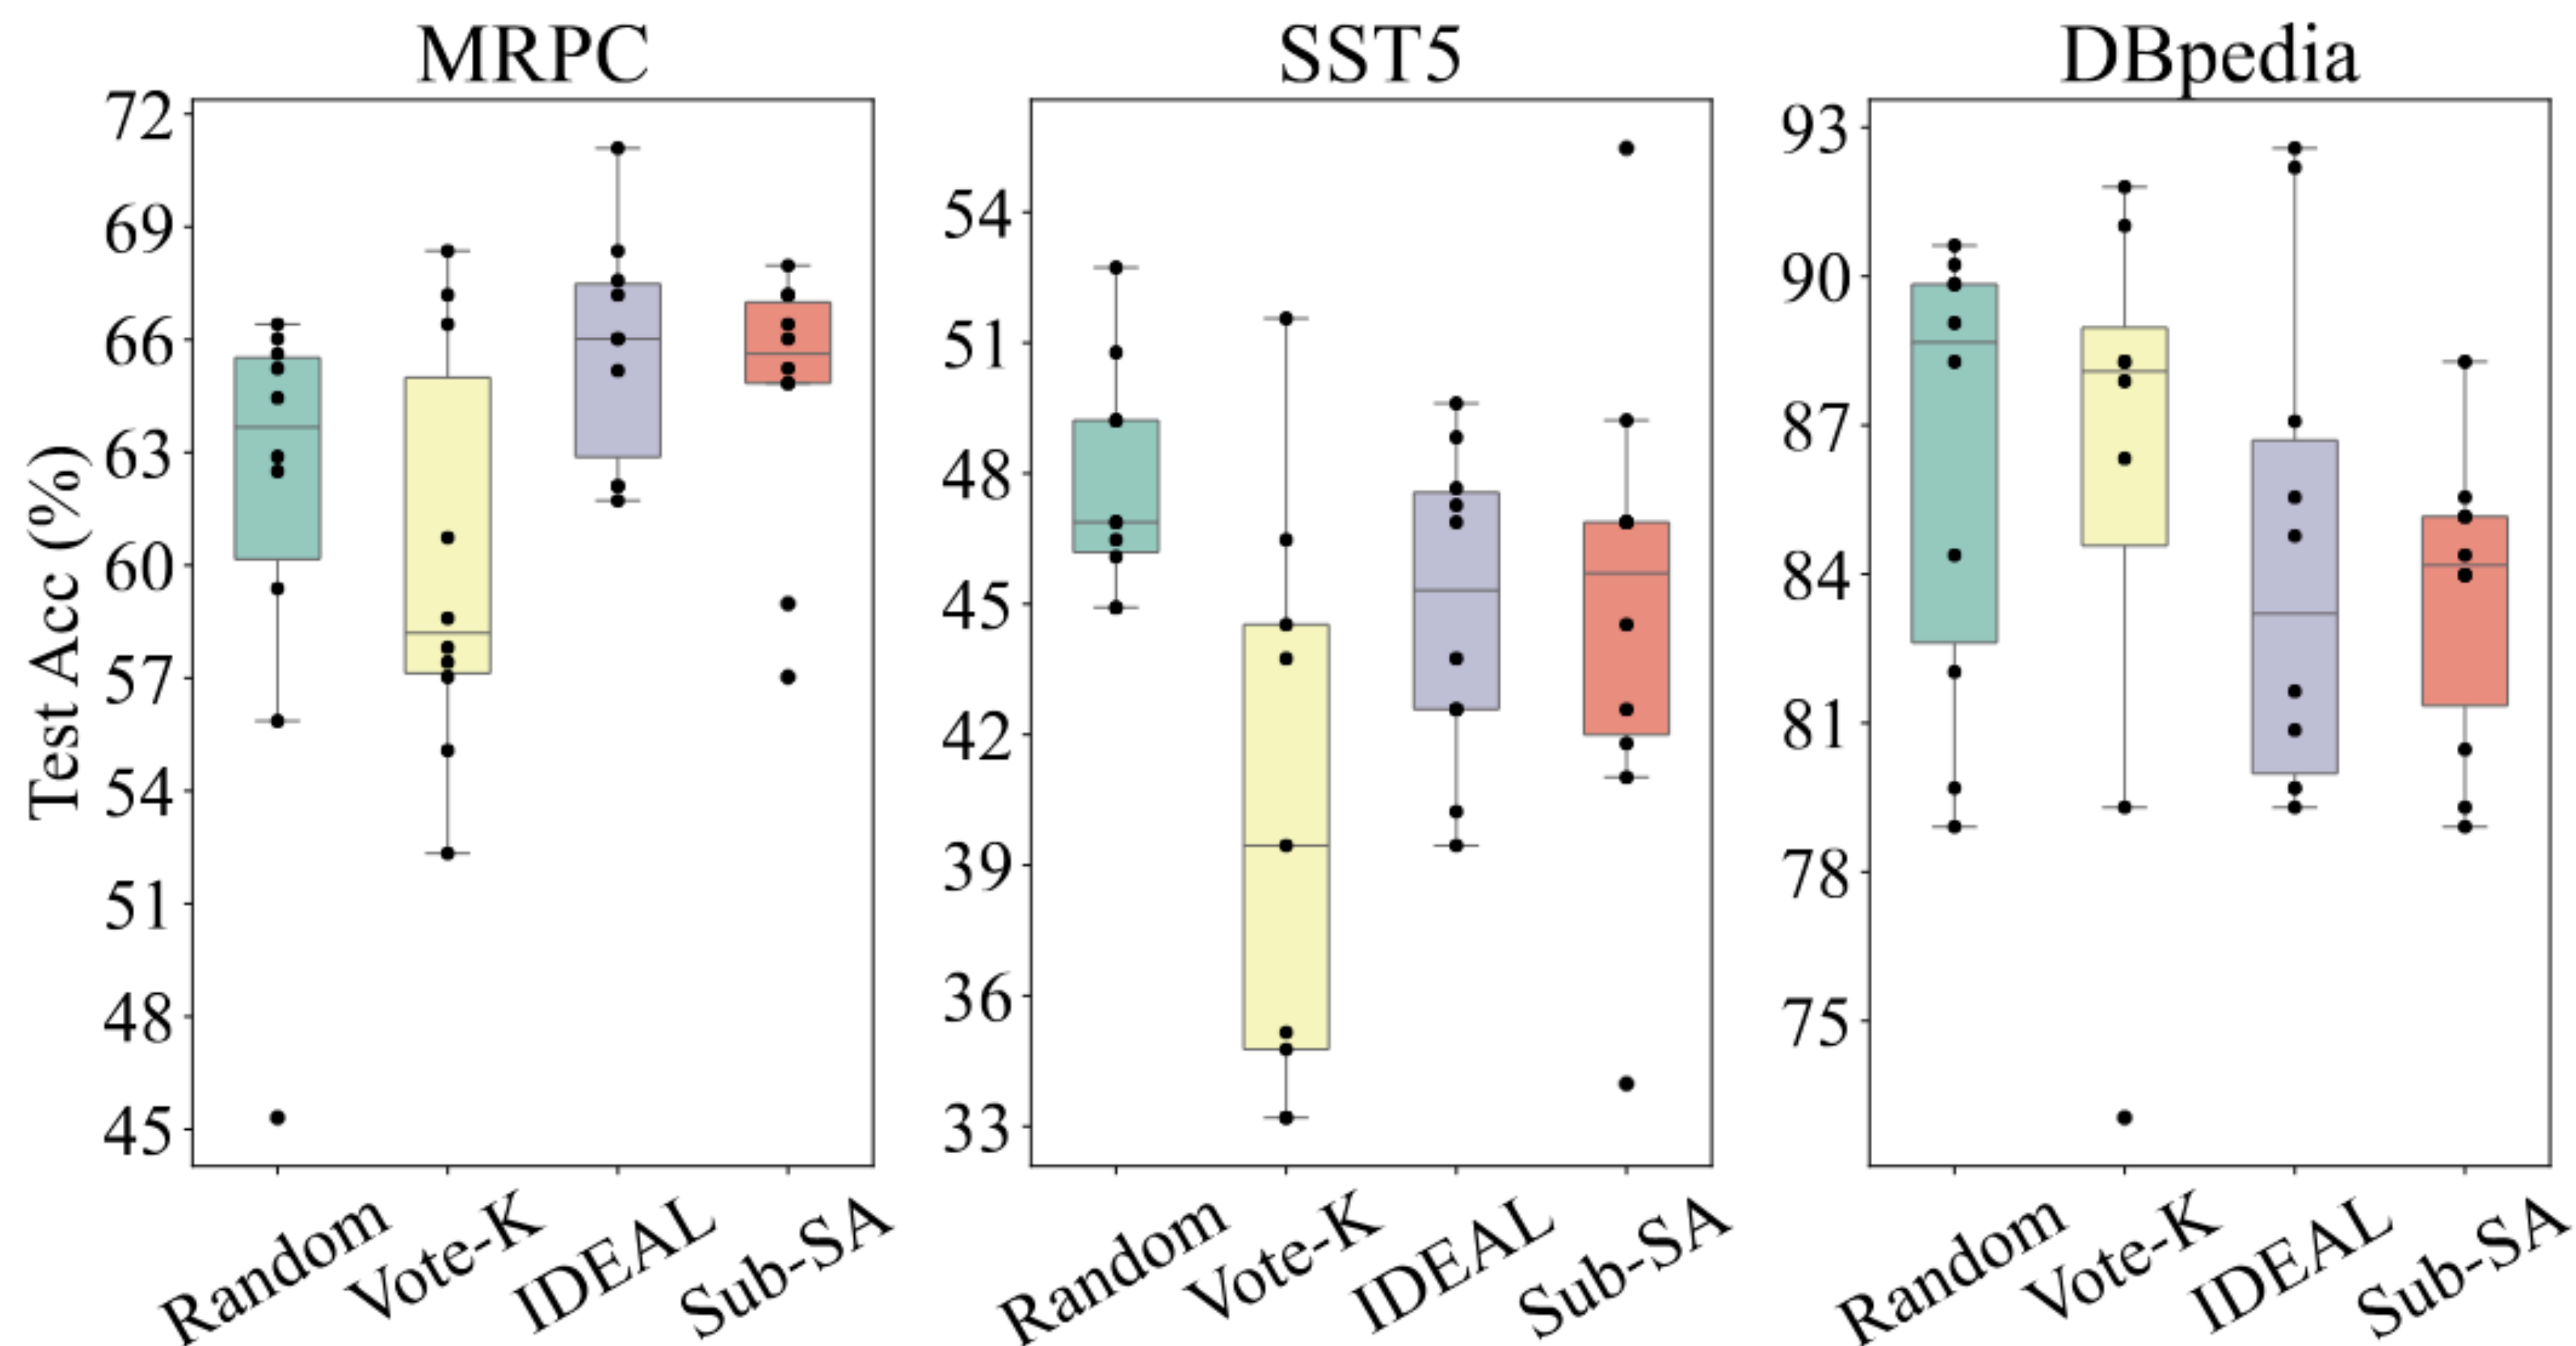 MRPC
SST5
DBpedia
Test Acc (%)
72
69
66
63
60
57
54
51
48
45
54
51
48
45
42
39
36
33
93
90
87
84
81
78
75
Random
Vote-K
IDEAL
Sub-SA
Random
Vote-K
IDEAL
Sub-SA
Random
Vote-K
IDEAL
Sub-SA